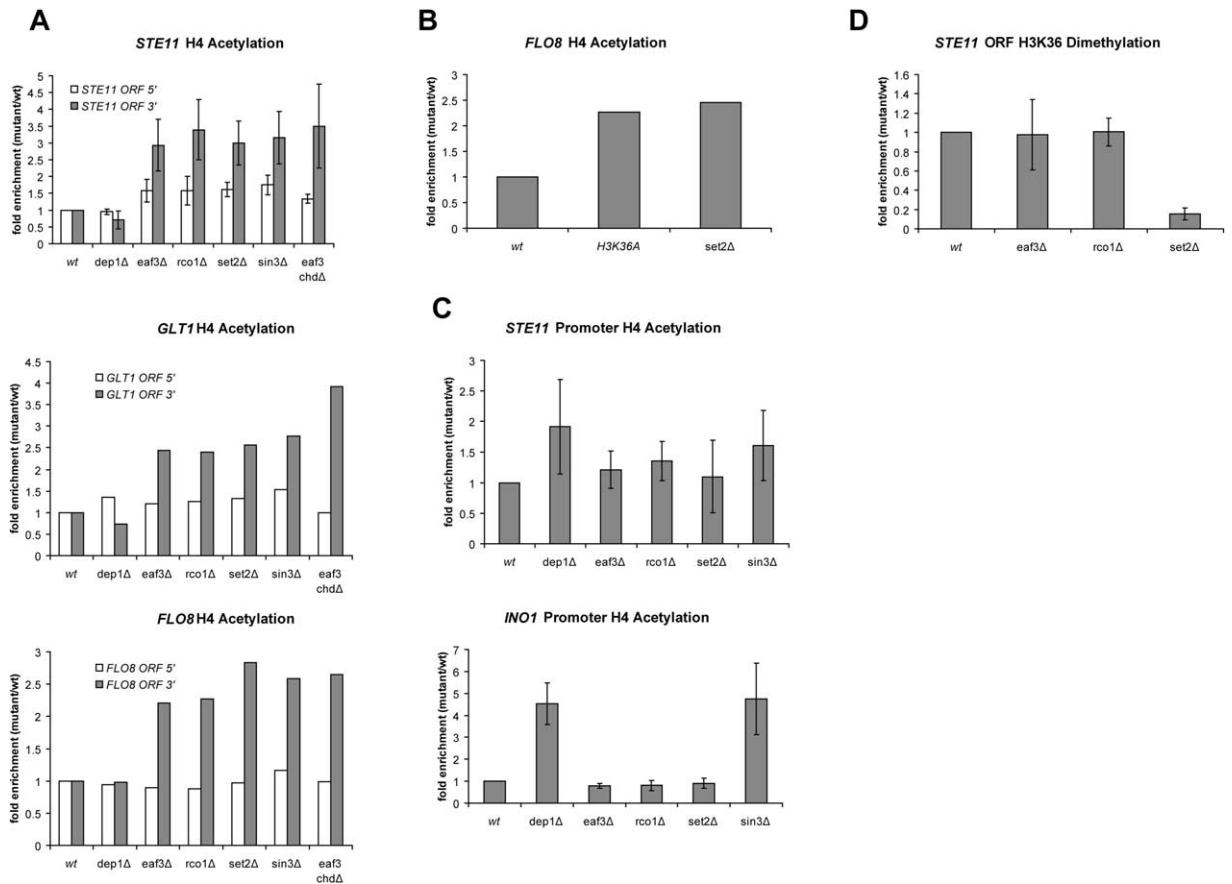 A
STE11 H4 Acetylation
fold enrichment (mutant/wt)
5
4.5
4
3.5
3
2.5
2
1.5
1
0.5
0
STE11 ORF 5'
STE11 ORF 3'
wt dep1Δ eaf3Δ rco1Δ set2Δ sin3Δ eaf3
chdΔ
GLT1 H4 Acetylation
fold enrichment (mutant/wt)
4.5
4
3.5
3
2.5
2
1.5
1
0.5
0
GLT1 ORF 5'
GLT1 ORF 3'
wt dep1Δ eaf3Δ rco1Δ set2Δ sin3Δ eaf3
chdΔ
FLO8 H4 Acetylation
fold enrichment (mutant/wt)
3
2.5
2
1.5
1
0.5
0
FLO8 ORF 5'
FLO8 ORF 3'
wt dep1Δ eaf3Δ rco1Δ set2Δ sin3Δ eaf3
chdΔ
B
FLO8 H4 Acetylation
fold enrichment (mutant/wt)
3
2.5
2
1.5
1
0.5
0
wt H3K36A set2Δ
C
STE11 Promoter H4 Acetylation
fold enrichment (mutant/wt)
3
2.5
2
1.5
1
0.5
0
wt dep1Δ eaf3Δ rco1Δ set2Δ sin3Δ
INO1 Promoter H4 Acetylation
fold enrichment (mutant/wt)
7
6
5
4
3
2
1
0
wt dep1Δ eaf3Δ rco1Δ set2Δ sin3Δ
D
STE11 ORF H3K36 Dimethylation
fold enrichment (mutant/wt)
1.6
1.4
1.2
1
0.8
0.6
0.4
0.2
0
wt eaf3Δ rco1Δ set2Δ